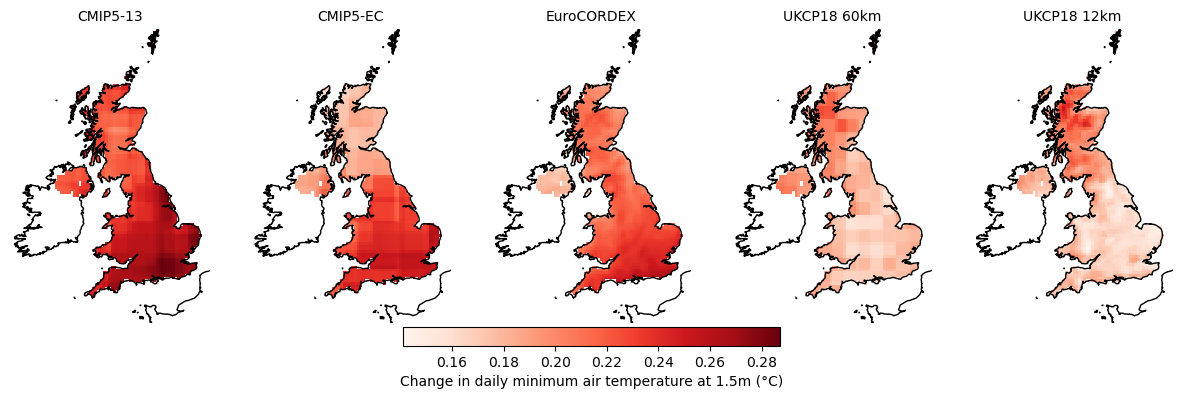 CMIP5-13 CMIP5-EC EuroCORDEX UKCP18 60km UKCP18 12km
0.16 0.18 0.20 0.22 0.24 0.26 0.28
Change in daily minimum air temperature at 1.5m (°C)